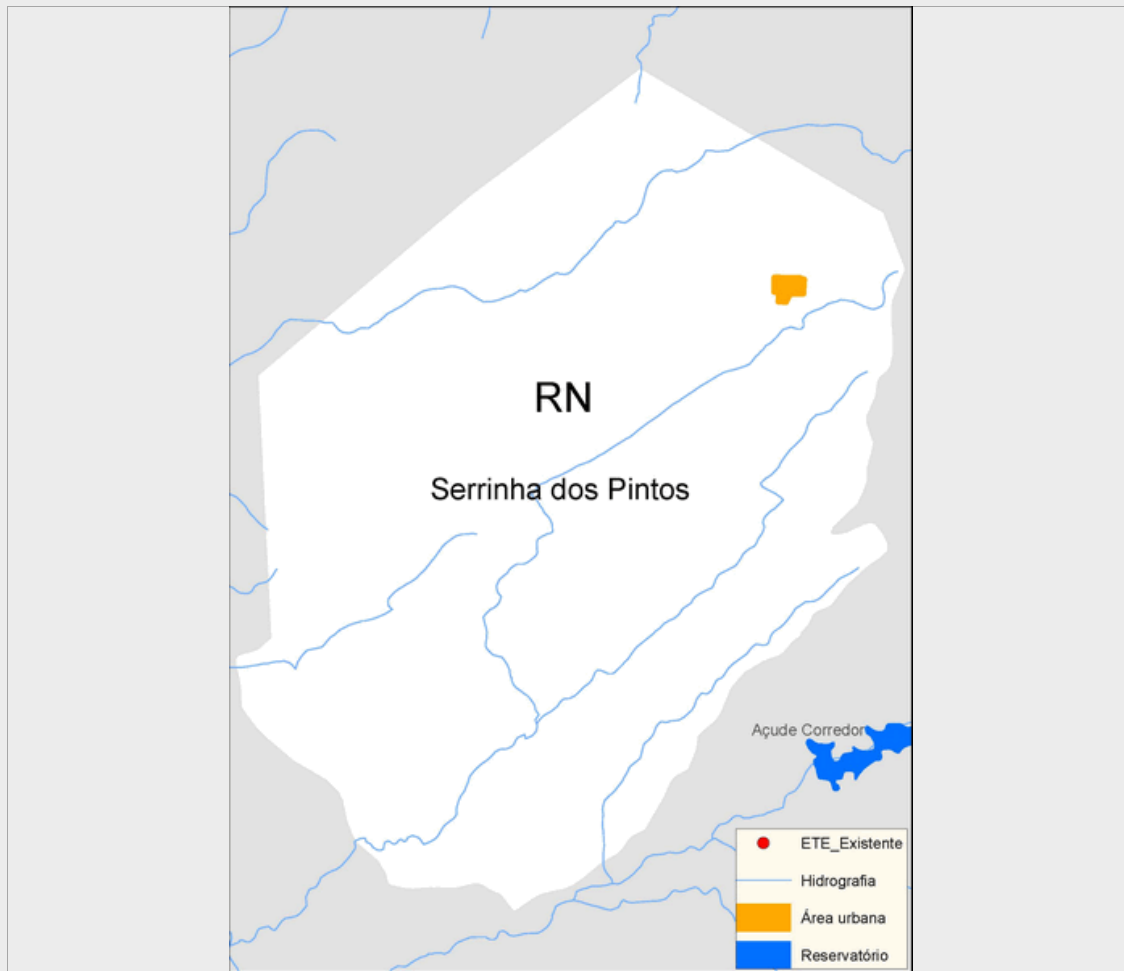 RN
Serrinha dos Pintos
Açude Corredor
ETE_Existente
Hidrografia
Área urbana
Reservatório